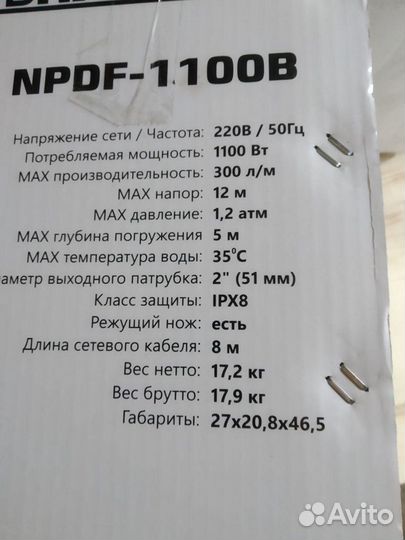 NPDF-1100B
Напряжение сети / Частота: 220В / 50Гц
Потребляемая мощность: 1100 Вт
MAX производительность: 300 л/м
MAX напор: 12 м
MAX давление: 1,2 атм
MAX глубина погружения 5 м
MAX температура воды: 35°C
аметр выходного патрубка: 2" (51 мм)
Класс защиты: IPX8
Режущий нож: есть
Длина сетевого кабеля: 8 м
Вес нетто: 17,2 кг
Вес брутто: 17,9 кг
Габариты: 27x20,8x46,5
Avito